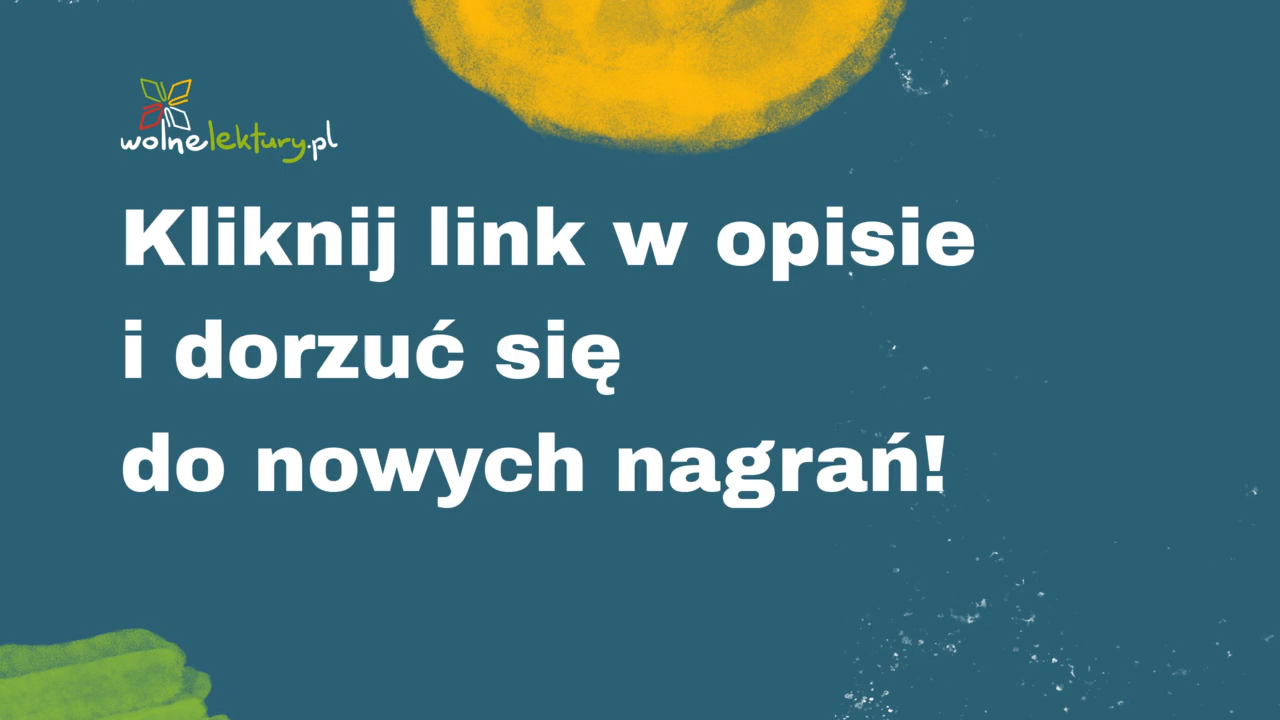 wolnelektury.pl
Kliknij link w opisie
i dorzuć się
do nowych nagrań!